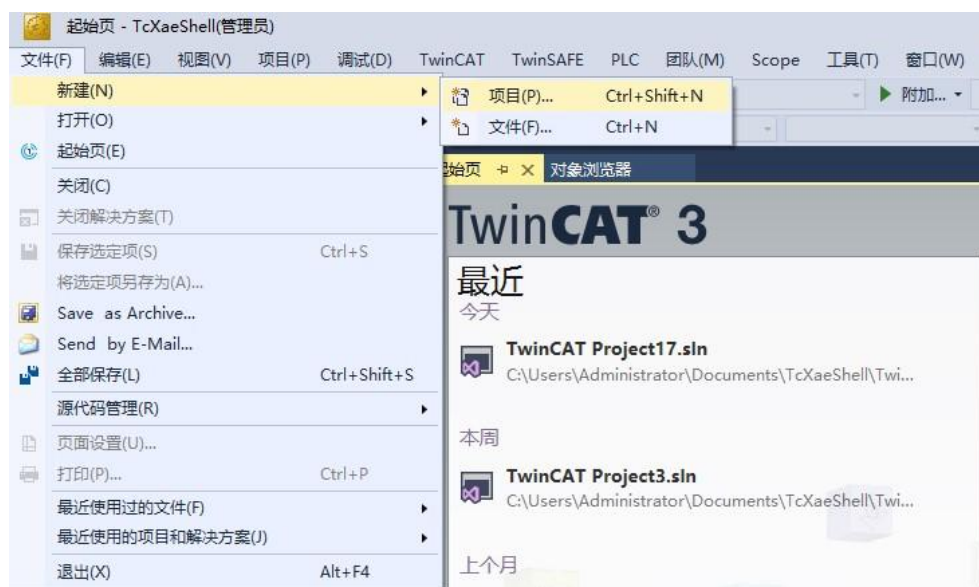 起始页 - TcXaeShell(管理员)
文件(F) 编辑(E) 视图(V) 项目(P) 调试(D) TwinCAT TwinSAFE PLC 团队(M) Scope 工具(T) 窗口(W)
新建(N)
项目(P)... Ctrl+Shift+N
附加...
打开(O)
文件(F)... Ctrl+N
起始页(E)
起始页 对象浏览器
关闭(C)
关闭解决方案(T)
TwinCAT® 3
保存选定项(S) Ctrl+S
将选定项另存为(A)...
最近
今天
Save as Archive...
Send by E-Mail...
TwinCAT Project17.sln
全部保存(L) Ctrl+Shift+S
C:\Users\Administrator\Documents\TcXaeShell\Twi...
源代码管理(R)
页面设置(U)...
本周
打印(P)... Ctrl+P
TwinCAT Project3.sln
C:\Users\Administrator\Documents\TcXaeShell\Twi...
最近使用过的文件(F)
最近使用的项目和解决方案(J)
退出(X) Alt+F4
上个月